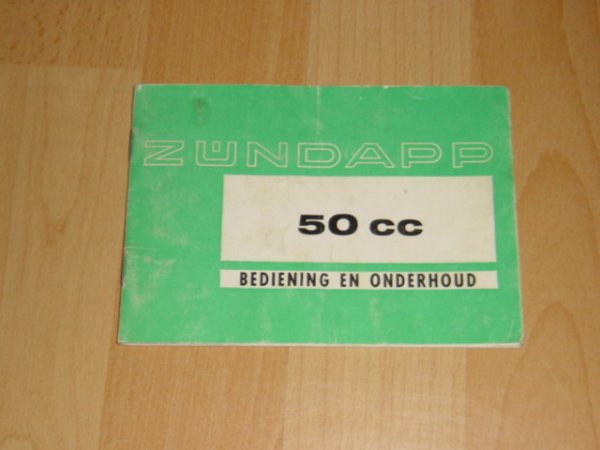 ZÜNDAPP
50 cc
BEDIENING EN ONDERHOUD